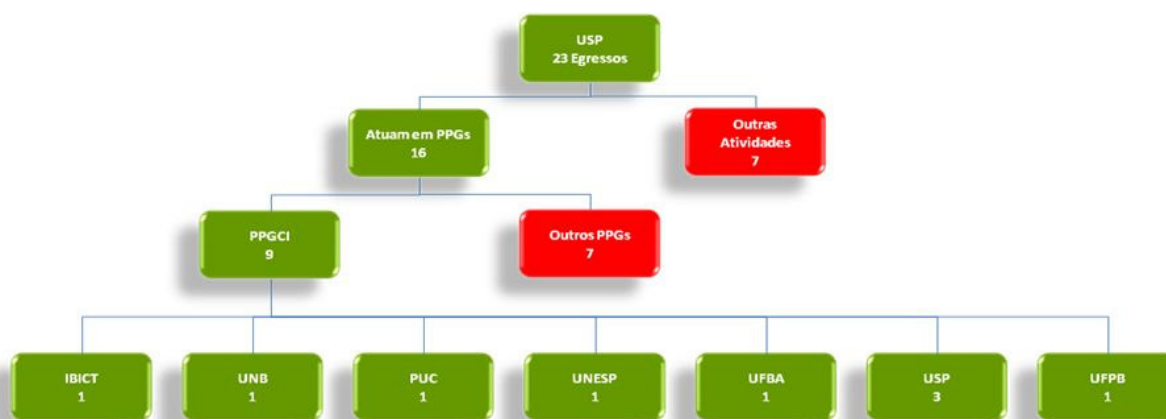 USP
23 Egressos
Atuam em PPGs
16
Outras
Atividades
7
PPGCI
9
Outros PPGs
7
IBICT
1
UNB
1
PUC
1
UNESP
1
UFBA
1
USP
3
UFPB
1